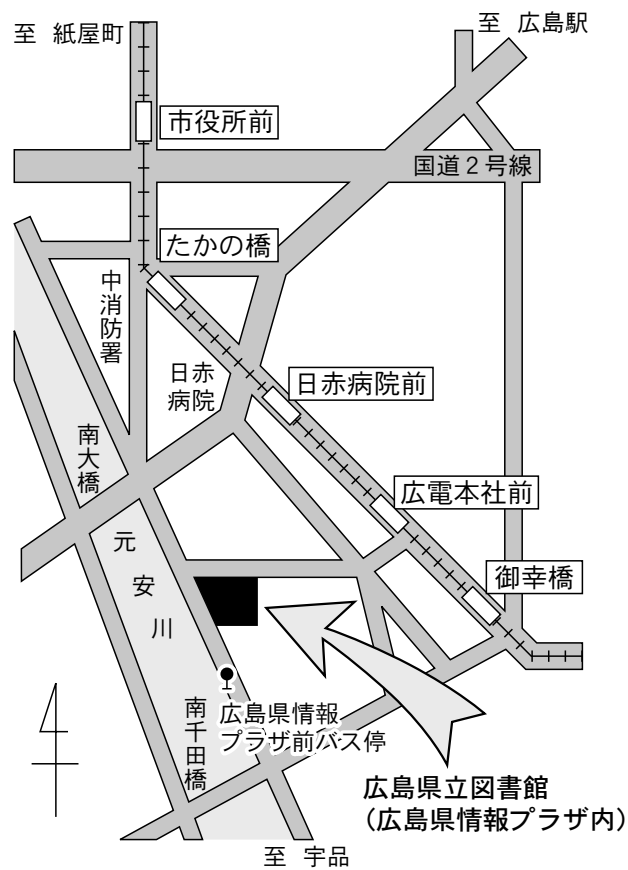 至 紙屋町
至 広島駅
市役所前
国道2号線
たかの橋
中消防署
日赤
病院
日赤病院前
南大橋
広電本社前
元安川
御幸橋
広島県情報
プラザ前バス停
南千田橋
広島県立図書館
(広島県情報プラザ内)
至 宇品